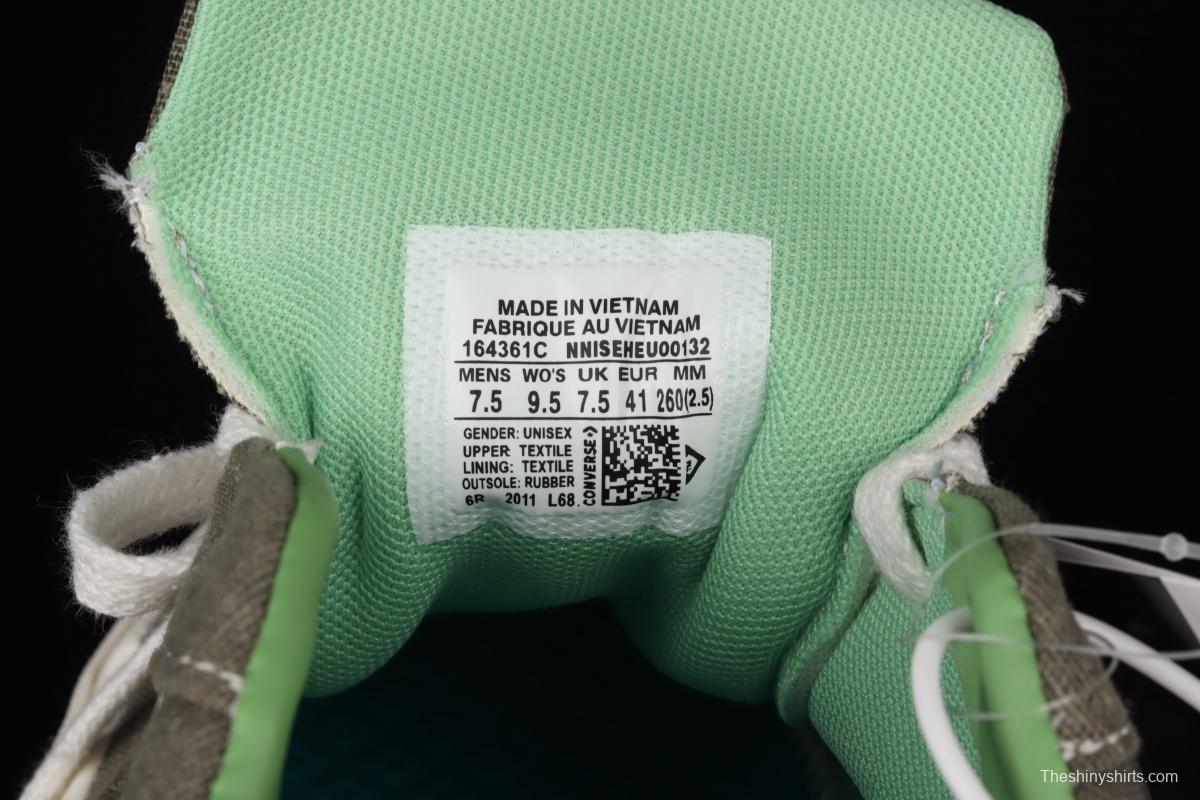 MADE IN VIETNAM
FABRIQUE AU VIETNAM
164361C NNISEHEU00132
MENS WO'S UK EUR MM
7.5 9.5 7.5 41 260(2.5)
GENDER: UNISEX
UPPER: TEXTILE
LINING: TEXTILE
OUTSOLE: RUBBER
6B 2011 L68.
CONVERSE
Theshinyshirts.com